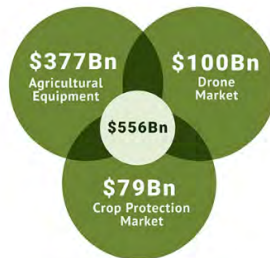 $377Bn
Agricultural
Equipment
$100Bn
Drone
Market
$556Bn
$79Bn
Crop Protection
Market